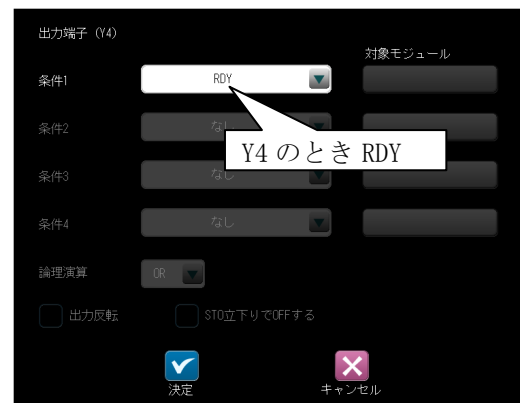 出力端子 (Y4)
対象モジュール
条件1 RDY
条件2 なし
Y4 のとき RDY
条件3 なし
条件4 なし
論理演算 OR
出力反転 STO立下りでOFFする
決定 キャンセル